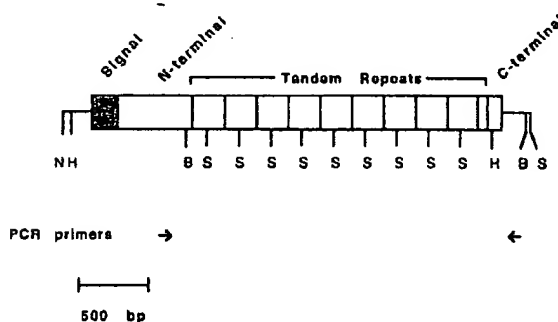 Signal
N-terminal
Tandem Repeats
C-terminal
N H B S S S S S S S S S H B S
PCR primers
500 bp